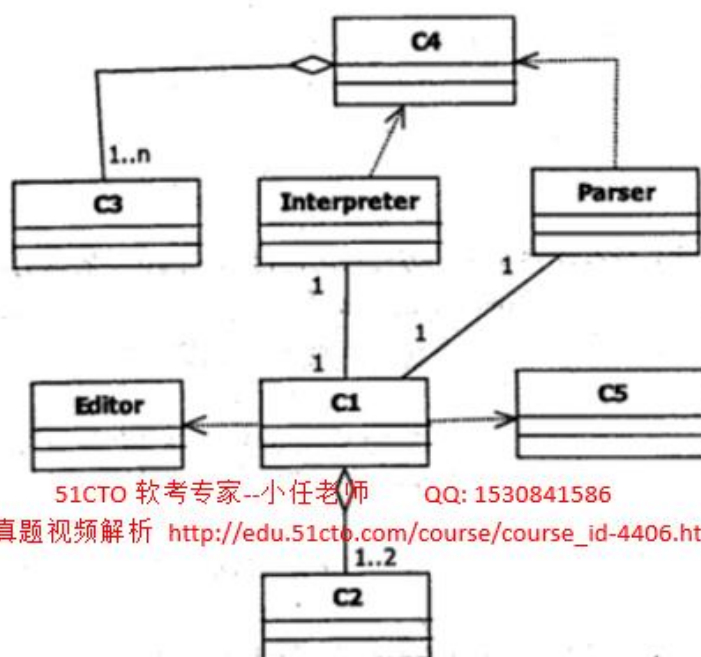 C4
1..n
C3
Interpreter
Parser
1
1
1
1
Editor
C1
C5
51CTO 软考专家--小任老师 QQ: 1530841586
真题视频解析 http://edu.51cto.com/course/course_id-4406.ht
1..2
C2